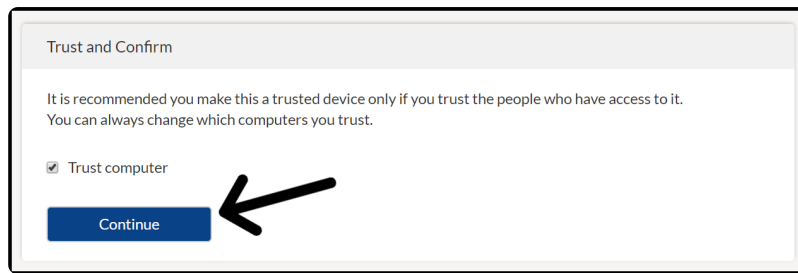 Trust and Confirm
It is recommended you make this a trusted device only if you trust the people who have access to it.
You can always change which computers you trust.
Trust computer
Continue